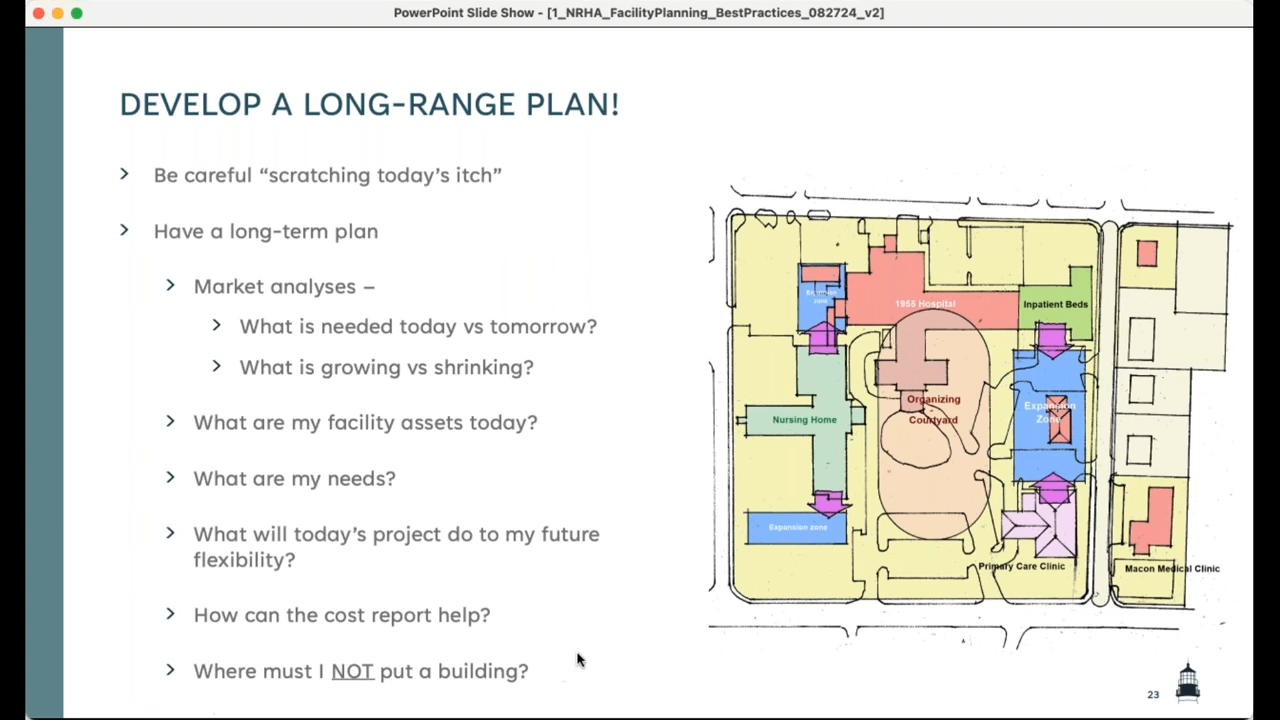 PowerPoint Slide Show - [1_NRHA_FacilityPlanning_BestPractices_082724_v2]
DEVELOP A LONG-RANGE PLAN!
> Be careful “scratching today’s itch”
> Have a long-term plan
> Market analyses –
> What is needed today vs tomorrow?
> What is growing vs shrinking?
> What are my facility assets today?
> What are my needs?
> What will today’s project do to my future
flexibility?
> How can the cost report help?
> Where must I NOT put a building?
Expansion
zone
1955 Hospital
Inpatient Beds
Organizing
Courtyard
Expansion
Zone
Nursing Home
Expansion zone
Primary Care Clinic
Macon Medical Clinic
23